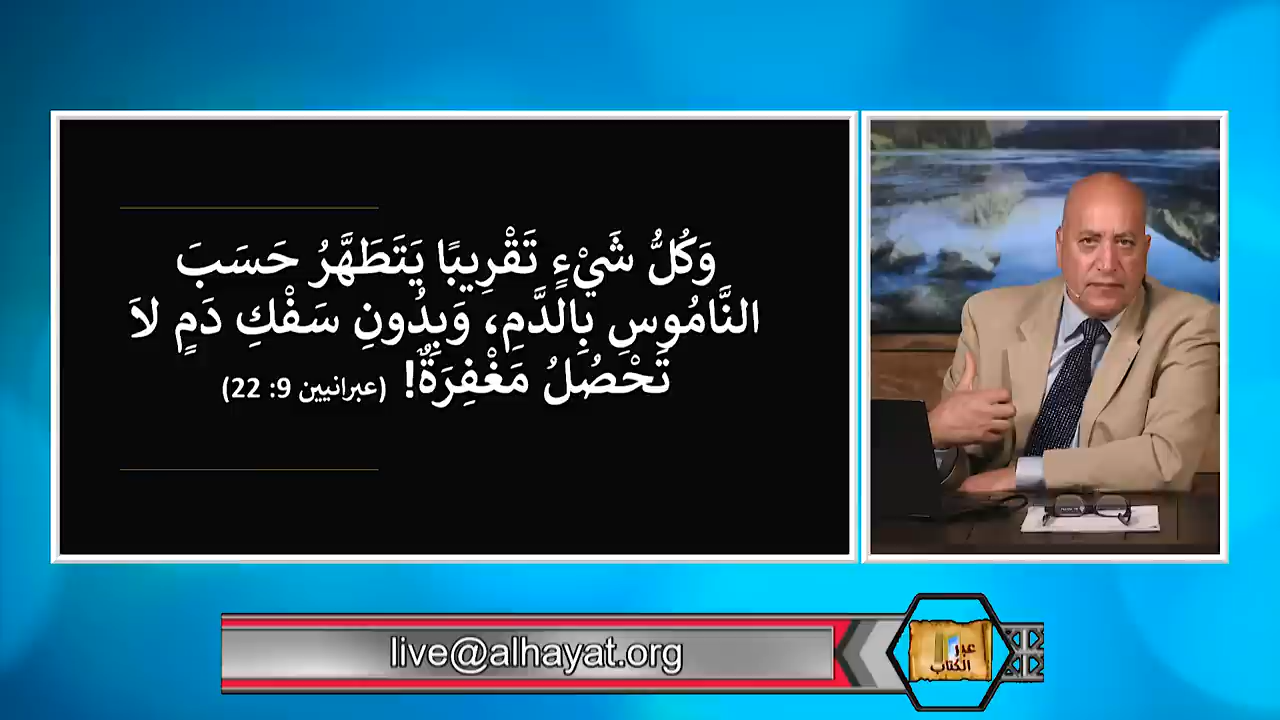 وَكُلُّ شَيْءٍ تَقْرِيبًا يَتَطَهَّرُ حَسَبَ
النَّامُوسِ بِالدَّمِ، وَبِدُونِ سَفْكِ دَمٍ لاَ
تَحْصُلُ مَغْفِرَةٌ! (عبرانيين 9: 22)
live@alhayat.org
عبر
الكتاب